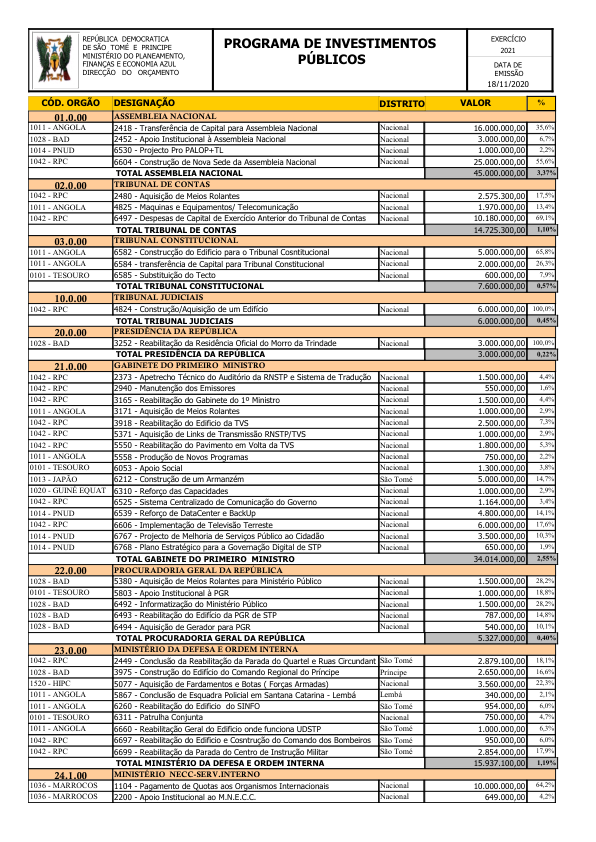 REPÚBLICA DEMOCRATICA
DE SÃO TOMÉ E PRINCIPE
MINISTÉRIO DO PLANEAMENTO,
FINANÇAS E ECONOMIA AZUL
DIRECÇÃO DO ORÇAMENTO
PROGRAMA DE INVESTIMENTOS
PÚBLICOS
EXERCÍCIO
2021
DATA DE
EMISSÃO
18/11/2020
CÓD. ORGÃO DESIGNAÇÃO DISTRITO VALOR %
01.0.00 ASSEMBLEIA NACIONAL
1011 - ANGOLA 2418 - Transferência de Capital para Assembleia Nacional Nacional 16.000.000,00 35,6%
1028 - BAD 2452 - Apoio Institucional à Assembleia Nacional Nacional 3.000.000,00 6,7%
1014 - PNUD 6530 - Projecto Pro PALOP+TL Nacional 1.000.000,00 2,2%
1042 - RPC 6604 - Construção de Nova Sede da Assembleia Nacional Nacional 25.000.000,00 55,6%
TOTAL ASSEMBLEIA NACIONAL 45.000.000,00 3,37%
02.0.00 TRIBUNAL DE CONTAS
1042 - RPC 2480 - Aquisição de Meios Rolantes Nacional 2.575.300,00 17,5%
1011 - ANGOLA 4825 - Maquinas e Equipamentos/ Telecomunicação Nacional 1.970.000,00 13,4%
1042 - RPC 6497 - Despesas de Capital de Exercício Anterior do Tribunal de Contas Nacional 10.180.000,00 69,1%
TOTAL TRIBUNAL DE CONTAS 14.725.300,00 1,10%
03.0.00 TRIBUNAL CONSTITUCIONAL
1011 - ANGOLA 6582 - Construcção do Edificio para o Tribunal Cosntitucional Nacional 5.000.000,00 65,8%
1011 - ANGOLA 6584 - transferência de Capital para Tribunal Constitucional Nacional 2.000.000,00 26,3%
0101 - TESOURO 6585 - Substituição do Tecto Nacional 600.000,00 7,9%
TOTAL TRIBUNAL CONSTITUCIONAL 7.600.000,00 0,57%
10.0.00 TRIBUNAL JUDICIAIS
1042 - RPC 4824 - Construção/Aquisição de um Edifício Nacional 6.000.000,00 100,0%
TOTAL TRIBUNAL JUDICIAIS 6.000.000,00 0,45%
20.0.00 PRESIDÊNCIA DA REPÚBLICA
1028 - BAD 3252 - Reabilitação da Residência Oficial do Morro da Trindade Nacional 3.000.000,00 100,0%
TOTAL PRESIDÊNCIA DA REPÚBLICA 3.000.000,00 0,22%
21.0.00 GABINETE DO PRIMEIRO MINISTRO
1042 - RPC 2373 - Apetrecho Técnico do Auditório da RNSTP e Sistema de Tradução Nacional 1.500.000,00 4,4%
1042 - RPC 2940 - Manutenção dos Emissores Nacional 550.000,00 1,6%
1042 - RPC 3165 - Reabilitação do Gabinete do 1º Ministro Nacional 1.500.000,00 4,4%
1011 - ANGOLA 3171 - Aquisição de Meios Rolantes Nacional 1.000.000,00 2,9%
1042 - RPC 3918 - Reabilitação do Edificio da TVS Nacional 2.500.000,00 7,3%
1042 - RPC 5371 - Aquisição de Links de Transmissão RNSTP/TVS Nacional 1.000.000,00 2,9%
1042 - RPC 5550 - Reabilitação do Pavimento em Volta da TVS Nacional 1.800.000,00 5,3%
1011 - ANGOLA 5558 - Produção de Novos Programas Nacional 750.000,00 2,2%
0101 - TESOURO 6053 - Apoio Social Nacional 1.300.000,00 3,8%
1013 - JAPÃO 6212 - Construção de um Armanzém São Tomé 5.000.000,00 14,7%
1020 - GUINÉ EQUAT 6310 - Reforço das Capacidades Nacional 1.000.000,00 2,9%
1042 - RPC 6525 - Sistema Centralizado de Comunicação do Governo Nacional 1.164.000,00 3,4%
1014 - PNUD 6539 - Reforço de DataCenter e BackUp Nacional 4.800.000,00 14,1%
1042 - RPC 6606 - Implementação de Televisão Terreste Nacional 6.000.000,00 17,6%
1014 - PNUD 6767 - Projecto de Melhoria de Serviços Público ao Cidadão Nacional 3.500.000,00 10,3%
1014 - PNUD 6768 - Plano Estratégico para a Governação Digital de STP Nacional 650.000,00 1,9%
TOTAL GABINETE DO PRIMEIRO MINISTRO 34.014.000,00 2,55%
22.0.00 PROCURADORIA GERAL DA REPÚBLICA
1028 - BAD 5380 - Aquisição de Meios Rolantes para Ministério Público Nacional 1.500.000,00 28,2%
0101 - TESOURO 5803 - Apoio Institucional à PGR Nacional 1.000.000,00 18,8%
1028 - BAD 6492 - Informatização do Ministério Público Nacional 1.500.000,00 28,2%
1028 - BAD 6493 - Reabilitação do Edifício da PGR de STP Nacional 787.000,00 14,8%
1028 - BAD 6494 - Aquisição de Gerador para PGR Nacional 540.000,00 10,1%
TOTAL PROCURADORIA GERAL DA REPÚBLICA 5.327.000,00 0,40%
23.0.00 MINISTÉRIO DA DEFESA E ORDEM INTERNA
1042 - RPC 2449 - Conclusão da Reabilitação da Parada do Quartel e Ruas Circundant São Tomé 2.879.100,00 18,1%
1028 - BAD 3975 - Construção do Edifício do Comando Regional do Príncipe Príncipe 2.650.000,00 16,6%
1520 - HIPC 5077 - Aquisição de Fardamentos e Botas ( Forças Armadas) Nacional 3.560.000,00 22,3%
1011 - ANGOLA 5867 - Conclusão de Esquadra Policial em Santana Catarina - Lembá Lembá 340.000,00 2,1%
1011 - ANGOLA 6260 - Reabilitação do Edificio do SINFO São Tomé 954.000,00 6,0%
0101 - TESOURO 6311 - Patrulha Conjunta Nacional 750.000,00 4,7%
1011 - ANGOLA 6660 - Reabilitação Geral do Edificio onde funciona UDSTP São Tomé 1.000.000,00 6,3%
1042 - RPC 6697 - Reabilitação do Edificio e Cosntrução do Comando dos Bombeiros São Tomé 950.000,00 6,0%
1042 - RPC 6699 - Reabilitação da Parada do Centro de Instrução Militar São Tomé 2.854.000,00 17,9%
TOTAL MINISTÉRIO DA DEFESA E ORDEM INTERNA 15.937.100,00 1,19%
24.1.00 MINISTÉRIO NECC-SERV.INTERNO
1036 - MARROCOS 1104 - Pagamento de Quotas aos Organismos Internacionais Nacional 10.000.000,00 64,2%
1036 - MARROCOS 2200 - Apoio Institucional ao M.N.E.C.C. Nacional 649.000,00 4,2%